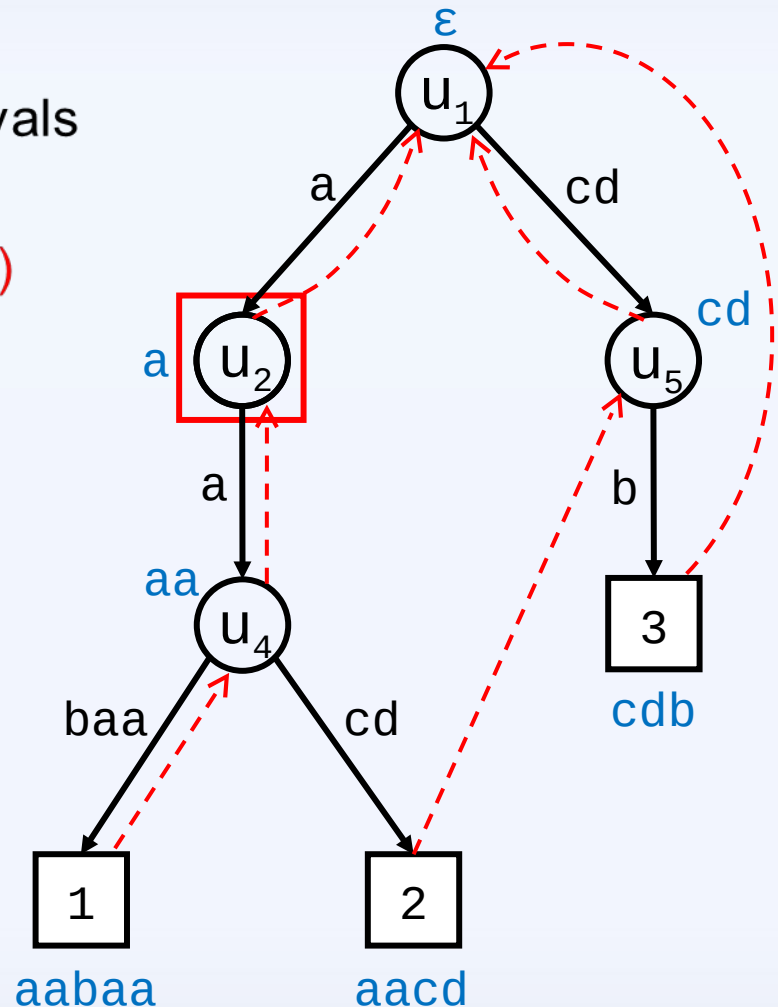 ε
u₁
vals
a
cd
)
a
u₂
cd
u₅
a
b
aa
u₄
3
baa
cd
cdb
1
2
aabaa
aacd